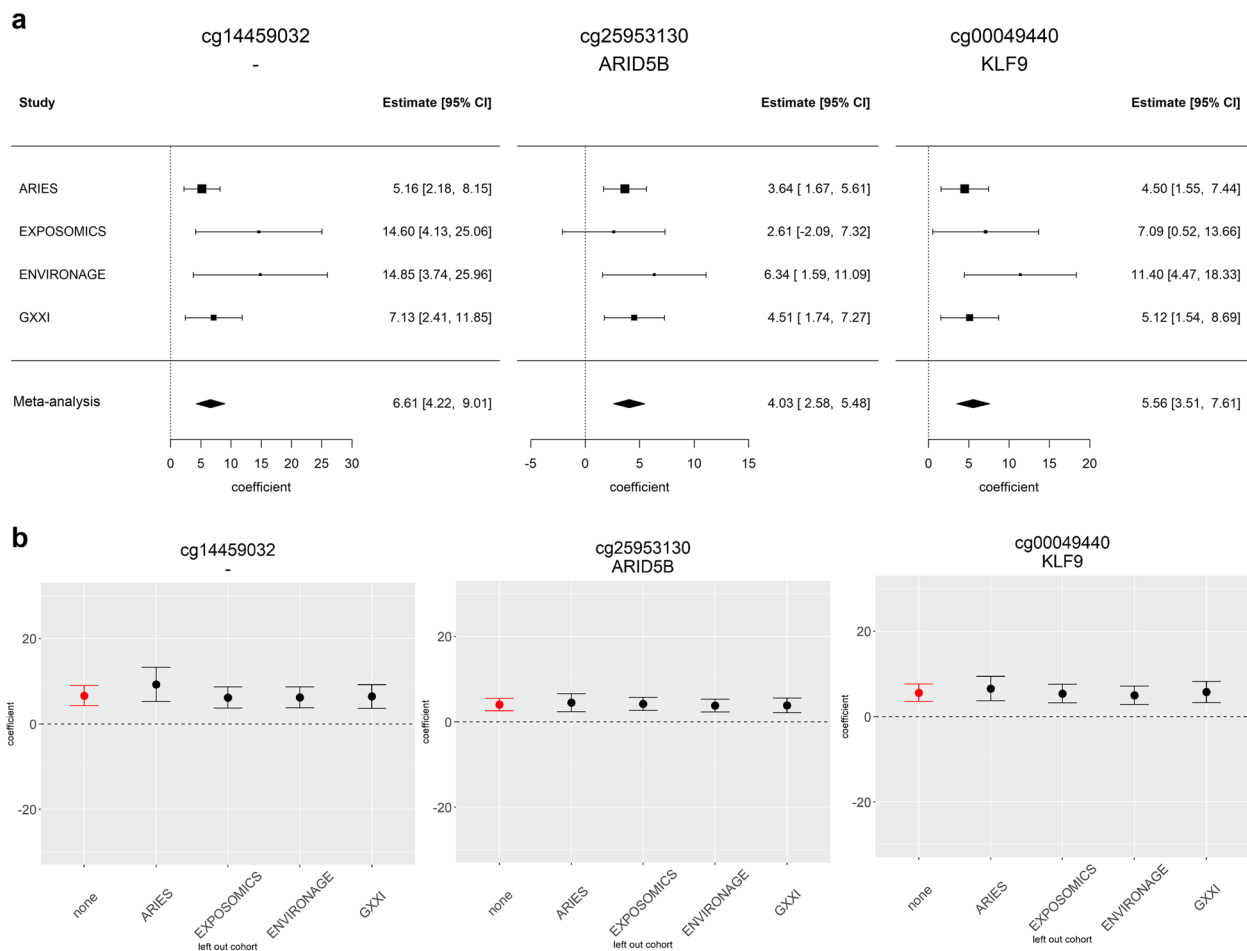 a
cg14459032
-
cg25953130
ARID5B
cg00049440
KLF9
Study Estimate [95% CI] Estimate [95% CI] Estimate [95% CI]
ARIES 5.16 [2.18, 8.15] 3.64 [ 1.67, 5.61] 4.50 [1.55, 7.44]
EXPOSOMICS 14.60 [4.13, 25.06] 2.61 [-2.09, 7.32] 7.09 [0.52, 13.66]
ENVIRONAGE 14.85 [3.74, 25.96] 6.34 [ 1.59, 11.09] 11.40 [4.47, 18.33]
GXXI 7.13 [2.41, 11.85] 4.51 [ 1.74, 7.27] 5.12 [1.54, 8.69]
Meta-analysis 6.61 [4.22, 9.01] 4.03 [ 2.58, 5.48] 5.56 [3.51, 7.61]
0 5 10 15 20 25 30 -5 0 5 10 15 0 5 10 15 20
coefficient coefficient coefficient
b
cg14459032
-
20
0
-20
coefficient
none ARIES EXPOSOMICS ENVIRONAGE GXXI
left out cohort
cg25953130
ARID5B
20
0
-20
coefficient
none ARIES EXPOSOMICS ENVIRONAGE GXXI
left out cohort
cg00049440
KLF9
20
0
-20
coefficient
none ARIES EXPOSOMICS ENVIRONAGE GXXI
left out cohort